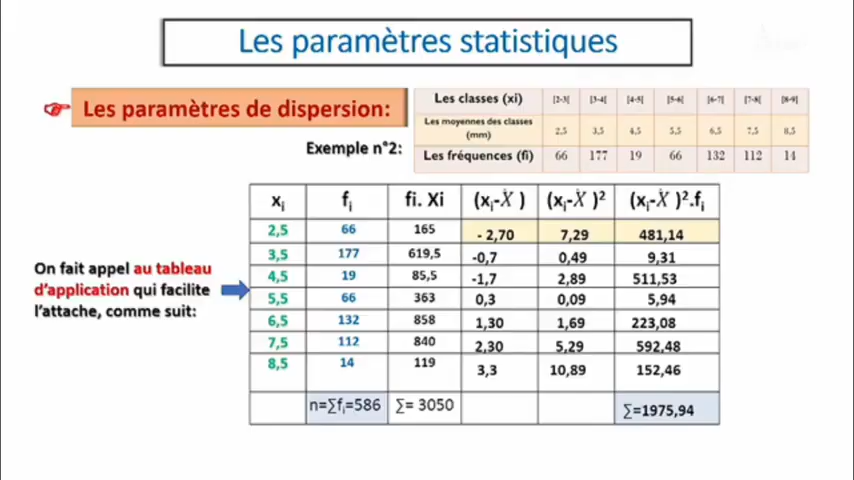 Les paramètres statistiques
Les paramètres de dispersion:
Les classes (xi) [2-3[ [3-4[ [4-5[ [5-6[ [6-7[ [7-8[ [8-9[
Les moyennes des classes
(mm) 2,5 3,5 4,5 5,5 6,5 7,5 8,5
Exemple n°2:
Les fréquences (fi) 66 177 19 66 132 112 14
xi fi fi. Xi (xi-X̄ ) (xi-X̄ )² (xi-X̄ )².fi
2,5 66 165 - 2,70 7,29 481,14
3,5 177 619,5 -0,7 0,49 9,31
4,5 19 85,5 -1,7 2,89 511,53
5,5 66 363 0,3 0,09 5,94
6,5 132 858 1,30 1,69 223,08
7,5 112 840 2,30 5,29 592,48
8,5 14 119 3,3 10,89 152,46
n=∑fi=586 ∑= 3050 ∑=1975,94
On fait appel au tableau
d'application qui facilite
l'attache, comme suit: